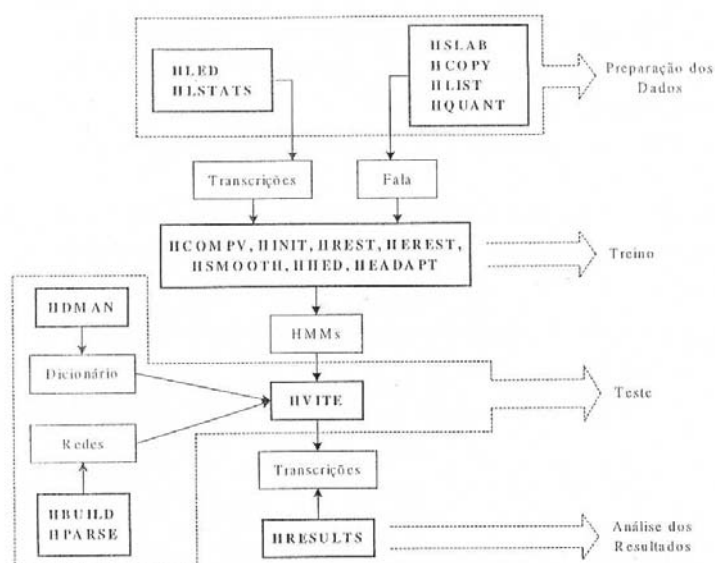 HLED
HLSTATS
HSLAB
HCOPY
HLIST
HQUANT
Preparação dos
Dados
Transcrições
Fala
HCOMPV, HINIT, HREST, HEREST,
HSMOOTH, HHED, HEADAPT
Treino
HDMAN
HMMs
Dicionário
HVITE
Teste
Redes
Transcrições
HBUILD
HPARSE
HRESULTS
Análise dos
Resultados